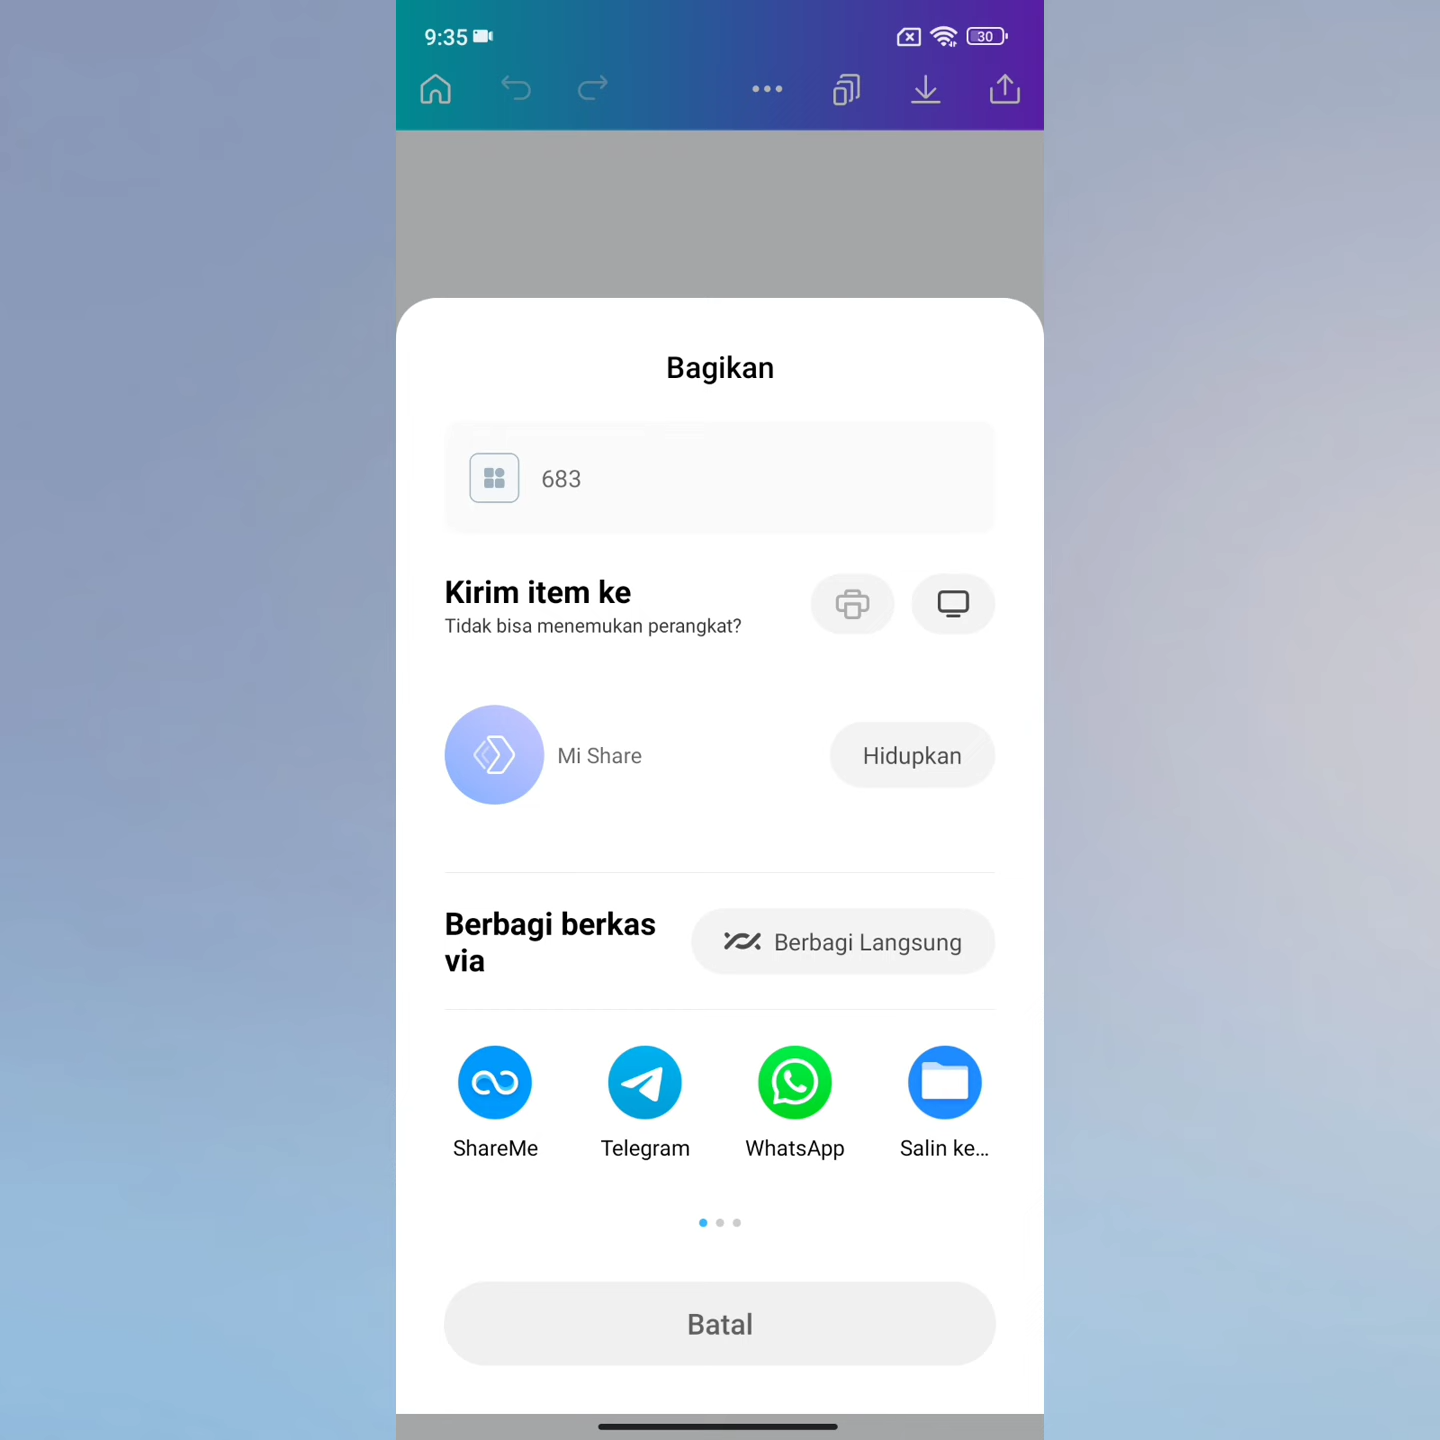 9:35
30
Bagikan
683
Kirim item ke
Tidak bisa menemukan perangkat?
Mi Share
Hidupkan
Berbagi berkas
via
Berbagi Langsung
ShareMe
Telegram
WhatsApp
Salin ke...
Batal